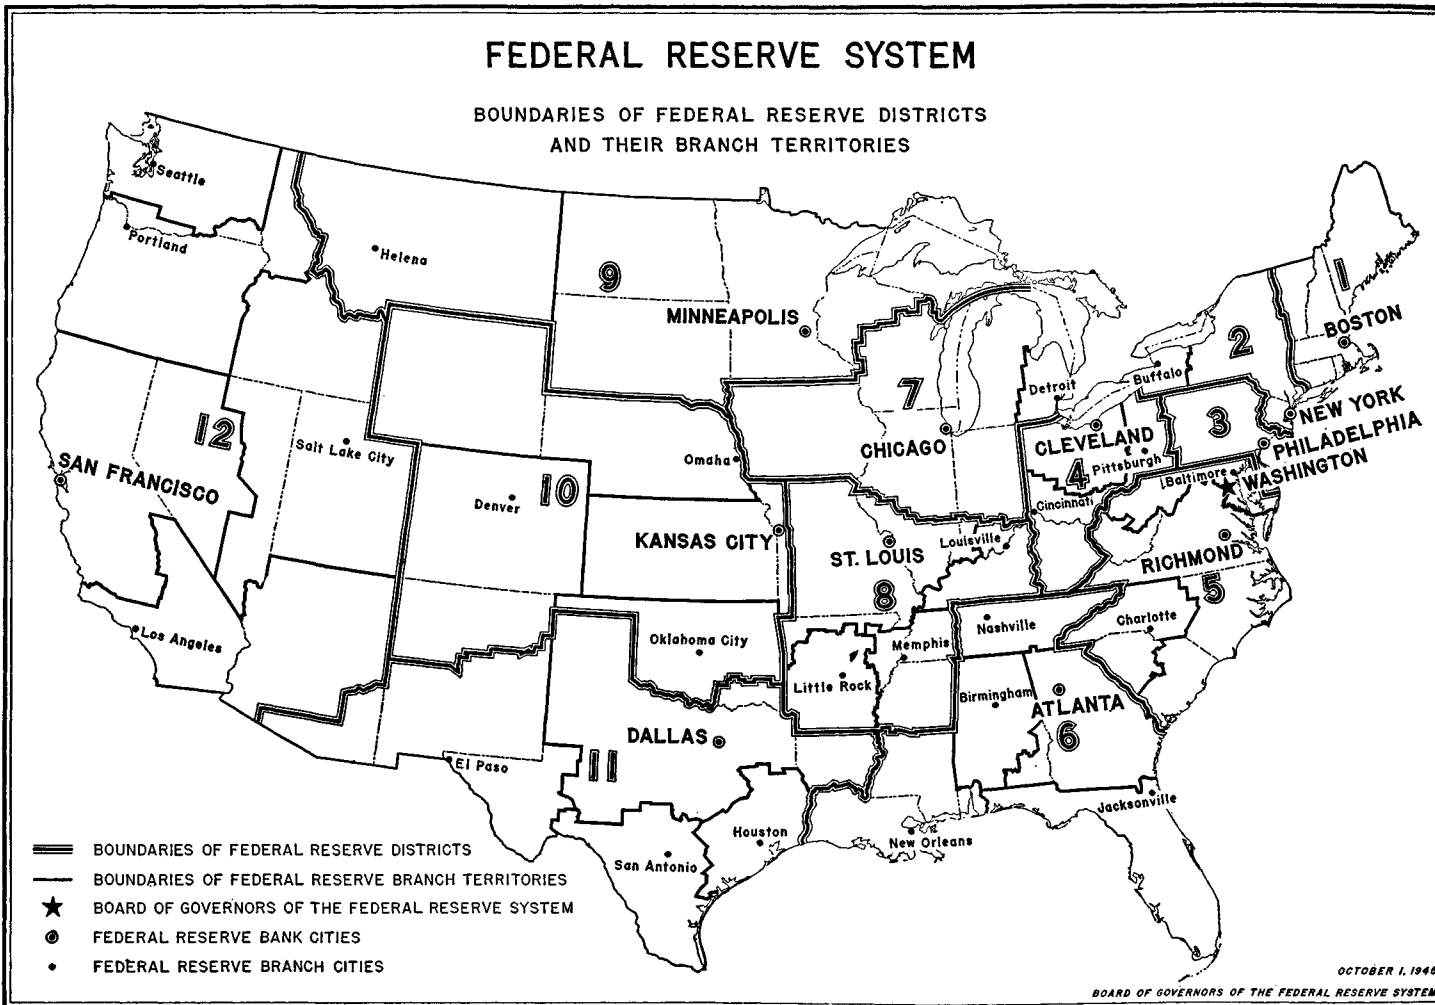 FEDERAL RESERVE SYSTEM
BOUNDARIES OF FEDERAL RESERVE DISTRICTS
AND THEIR BRANCH TERRITORIES
Seattle
Portland
Helena
9
MINNEAPOLIS
1
BOSTON
2
Buffalo
Detroit
7
CHICAGO
NEW YORK
3
PHILADELPHIA
CLEVELAND
4
Pittsburgh
WASHINGTON
Baltimore
Cincinnati
12
SAN FRANCISCO
Salt Lake City
Omaha
Denver
10
KANSAS CITY
ST. LOUIS
8
Louisville
RICHMOND
5
Los Angeles
Oklahoma City
Memphis
Nashville
Charlotte
Little Rock
Birmingham
ATLANTA
6
DALLAS
11
El Paso
Houston
San Antonio
New Orleans
Jacksonville
BOUNDARIES OF FEDERAL RESERVE DISTRICTS
BOUNDARIES OF FEDERAL RESERVE BRANCH TERRITORIES
BOARD OF GOVERNORS OF THE FEDERAL RESERVE SYSTEM
FEDERAL RESERVE BANK CITIES
FEDERAL RESERVE BRANCH CITIES
OCTOBER 1, 1948
BOARD OF GOVERNORS OF THE FEDERAL RESERVE SYSTEM